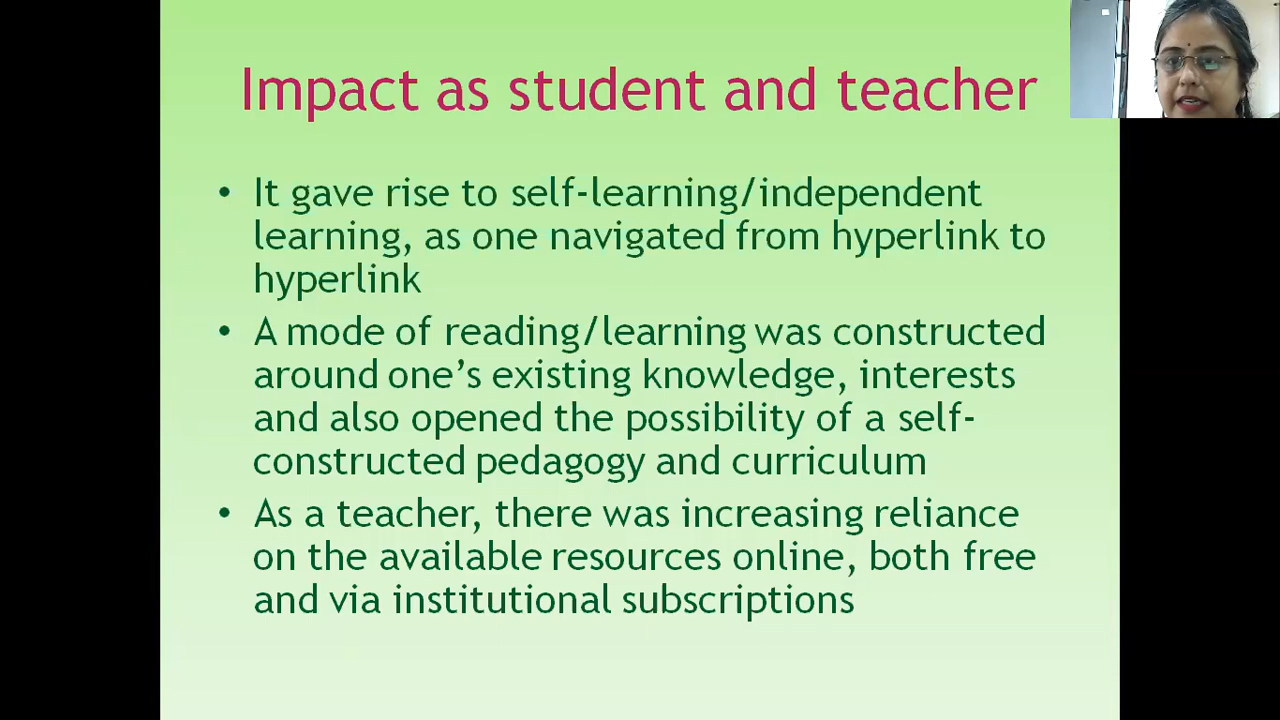 Impact as student and teacher
• It gave rise to self-learning/independent
learning, as one navigated from hyperlink to
hyperlink
• A mode of reading/learning was constructed
around one’s existing knowledge, interests
and also opened the possibility of a self-
constructed pedagogy and curriculum
• As a teacher, there was increasing reliance
on the available resources online, both free
and via institutional subscriptions